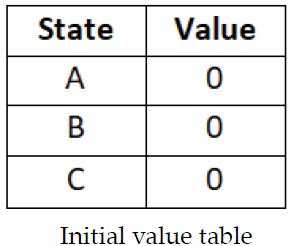 State Value
A 0
B 0
C 0
Initial value table